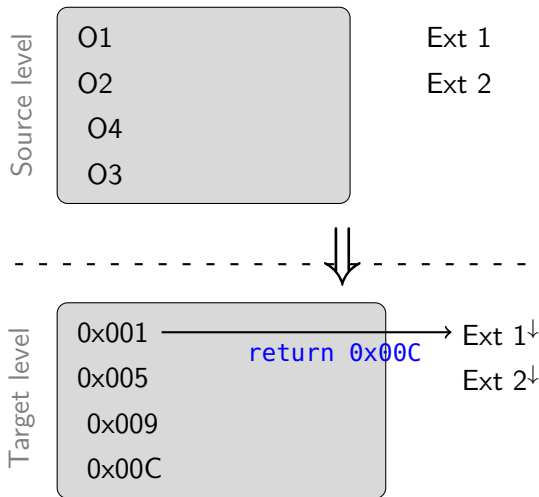 Source level
O1
Ext 1
O2
Ext 2
O4
O3
Target level
0x001
Ext 1↓
return 0x00C
0x005
Ext 2↓
0x009
0x00C